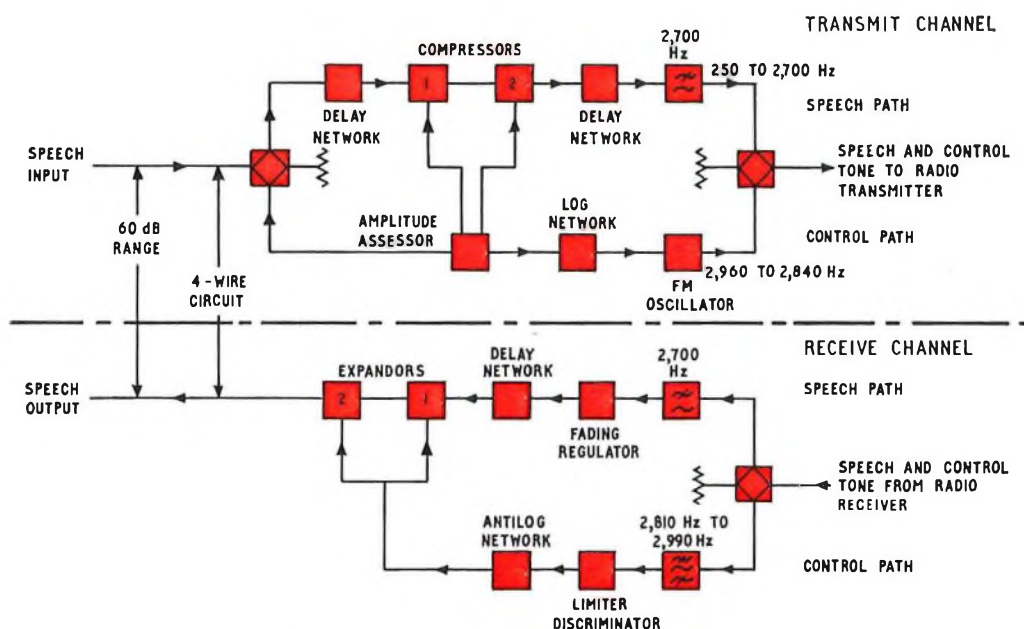 TRANSMIT CHANNEL
COMPRESSORS
2,700
Hz
1
2
250 TO 2,700 Hz
DELAY
NETWORK
DELAY
NETWORK
SPEECH PATH
SPEECH
INPUT
SPEECH AND CONTROL
TONE TO RADIO
TRANSMITTER
60 dB
RANGE
AMPLITUDE
ASSESSOR
LOG
NETWORK
CONTROL PATH
4-WIRE
CIRCUIT
2,960 TO 2,840 Hz
FM
OSCILLATOR
RECEIVE CHANNEL
EXPANDORS
DELAY
NETWORK
2,700
Hz
SPEECH PATH
SPEECH
OUTPUT
2
1
FADING
REGULATOR
SPEECH AND CONTROL
TONE FROM RADIO
RECEIVER
ANTILOG
NETWORK
2,810 Hz TO
2,990 Hz
CONTROL PATH
LIMITER
DISCRIMINATOR